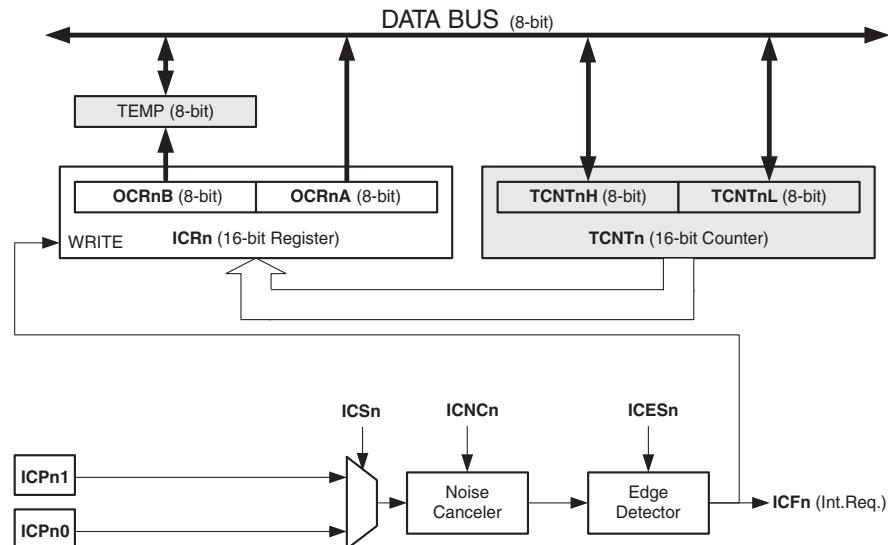 DATA BUS (8-bit)
TEMP (8-bit)
OCRnB (8-bit) OCRnA (8-bit)
TCNTnH (8-bit) TCNTnL (8-bit)
WRITE
ICRn (16-bit Register)
TCNTn (16-bit Counter)
ICSn ICNCn ICESn
ICPn1
Noise
Canceler
Edge
Detector
ICFn (Int.Req.)
ICPn0